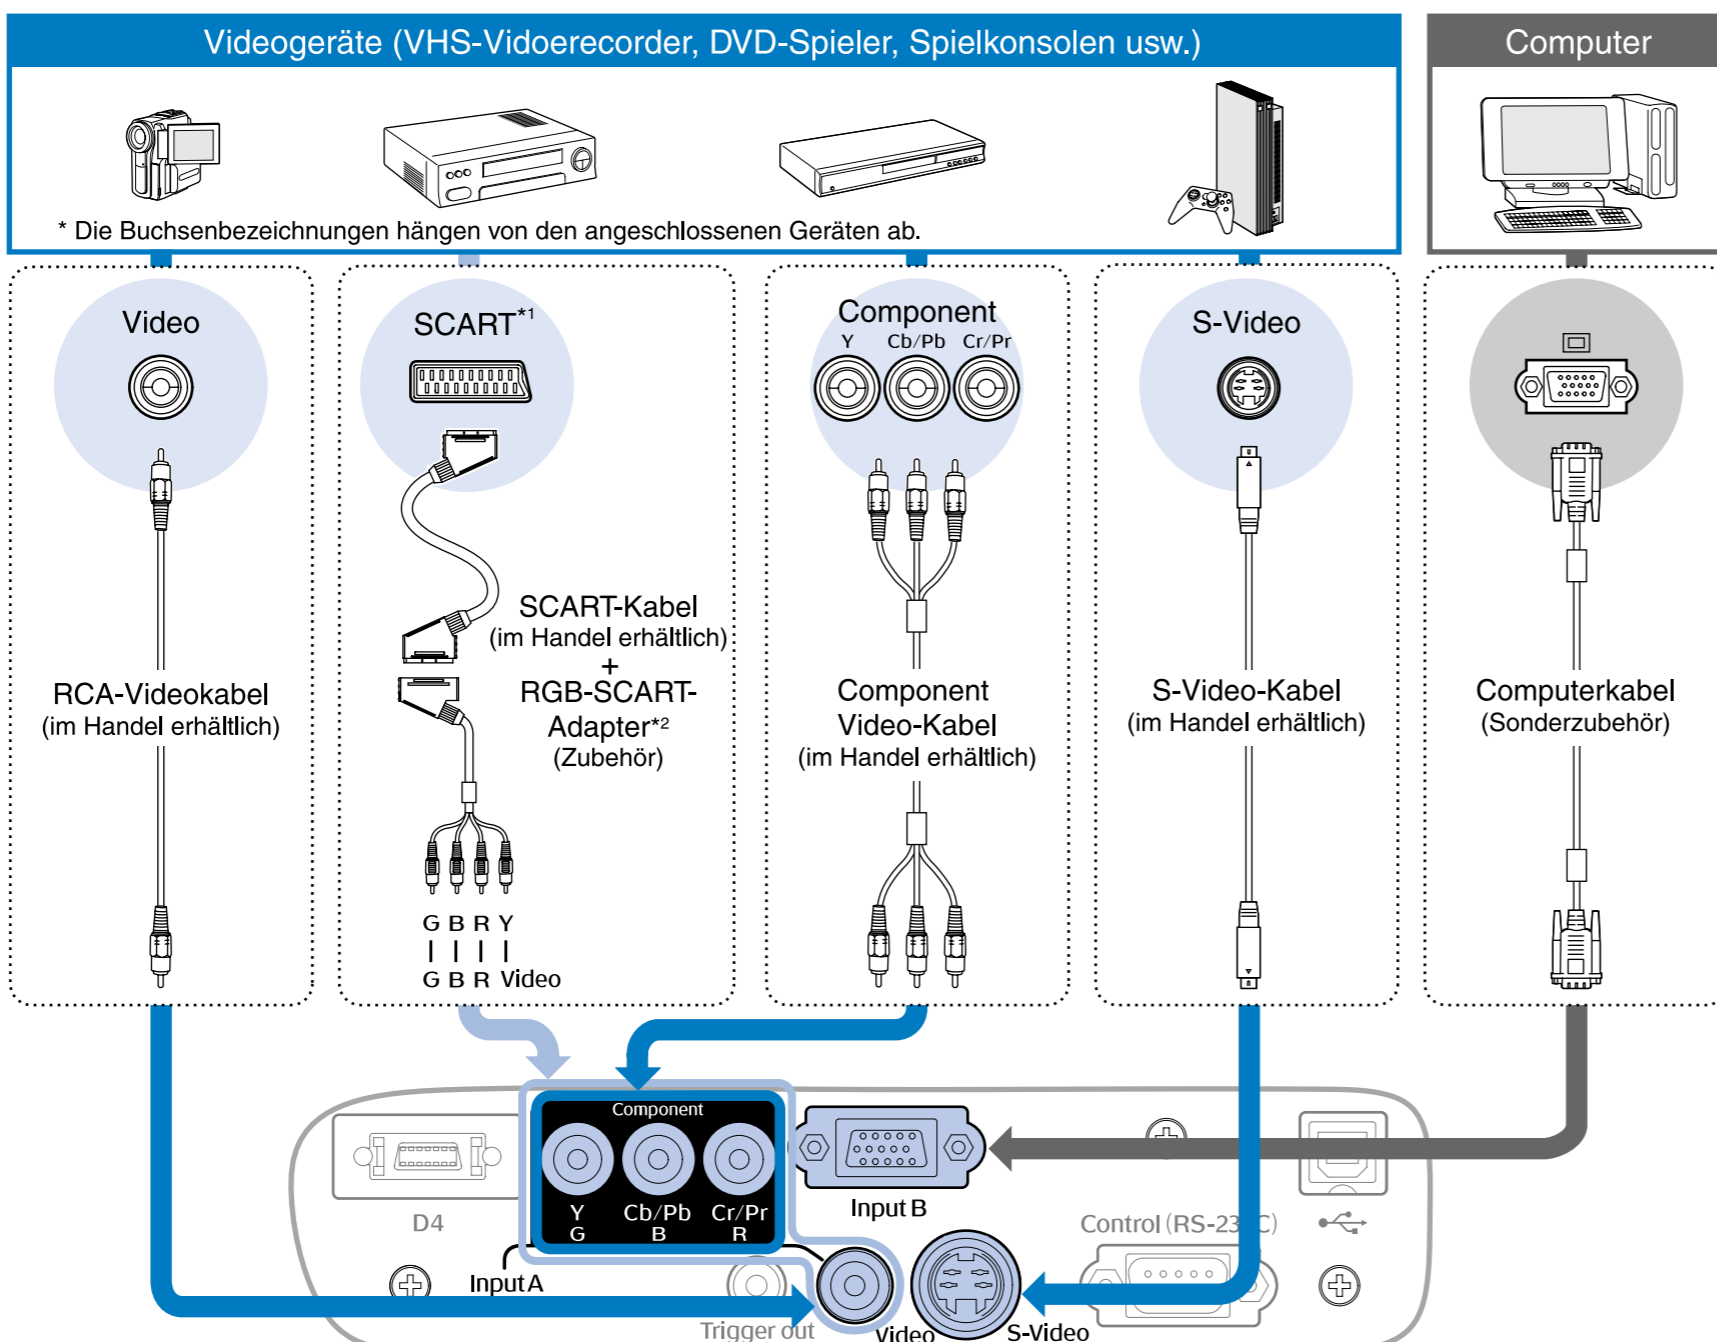 Videogeräte (VHS-Vidoerecorder, DVD-Spieler, Spielkonsolen usw.)
Computer
* Die Buchsenbezeichnungen hängen von den angeschlossenen Geräten ab.
Video
SCART*1
Component
Y Cb/Pb Cr/Pr
S-Video
RCA-Videokabel
(im Handel erhältlich)
SCART-Kabel
(im Handel erhältlich)
+
RGB-SCART-
Adapter*2
(Zubehör)
Component
Video-Kabel
(im Handel erhältlich)
S-Video-Kabel
(im Handel erhältlich)
Computerkabel
(Sonderzubehör)
G B R Y
G B R Video
Component
Y Cb/Pb Cr/Pr
G B R
D4
Input A
Input B
Control (RS-232C)
Trigger out
Video
S-Video